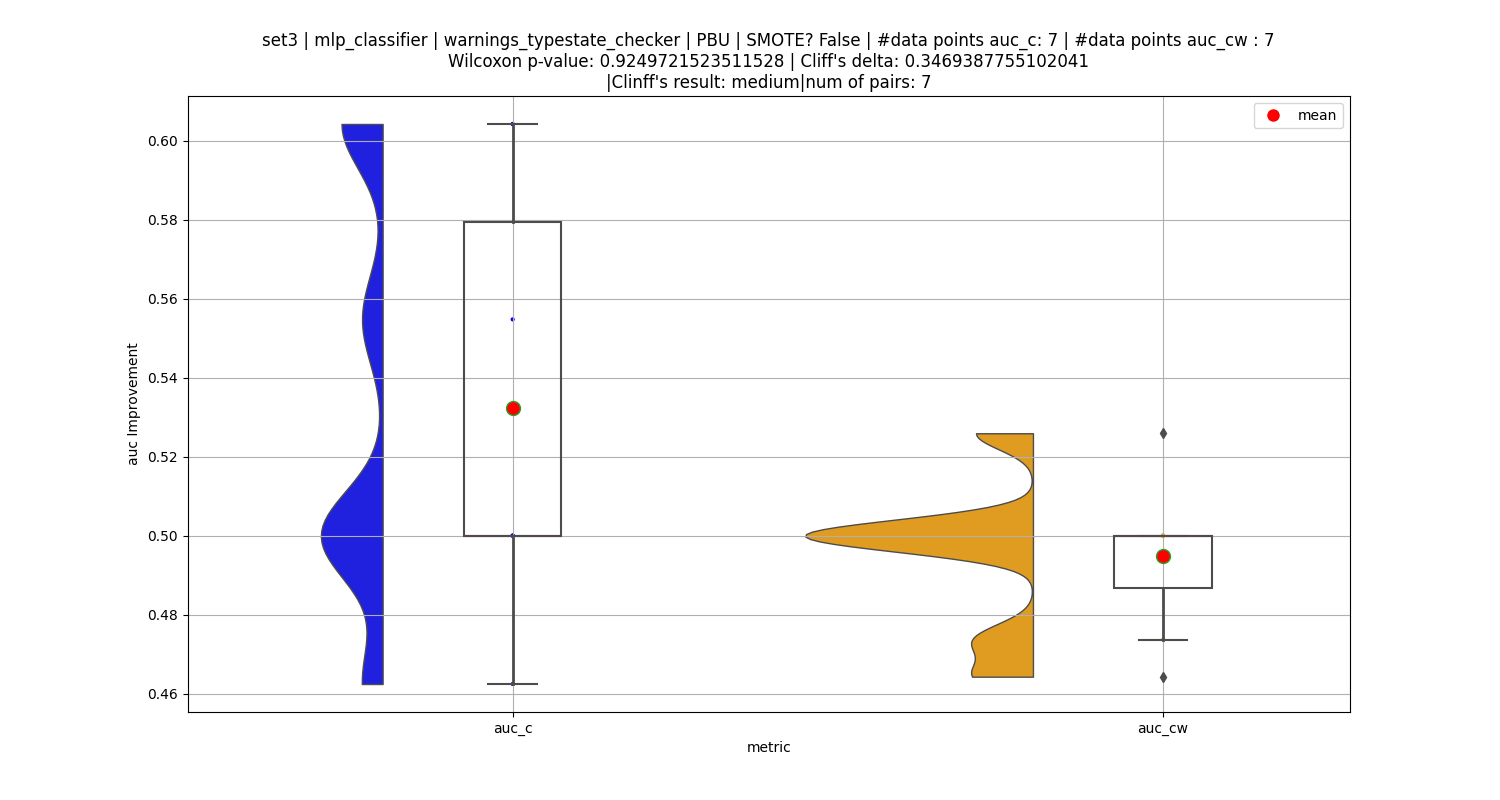 set3 | mlp_classifier | warnings_typestate_checker | PBU | SMOTE? False | #data points auc_c: 7 | #data points auc_cw : 7
Wilcoxon p-value: 0.9249721523511528 | Cliff's delta: 0.3469387755102041
|Clinff's result: medium|num of pairs: 7
mean
0.60
0.58
0.56
0.54
0.52
0.50
0.48
0.46
auc Improvement
auc_c
auc_cw
metric